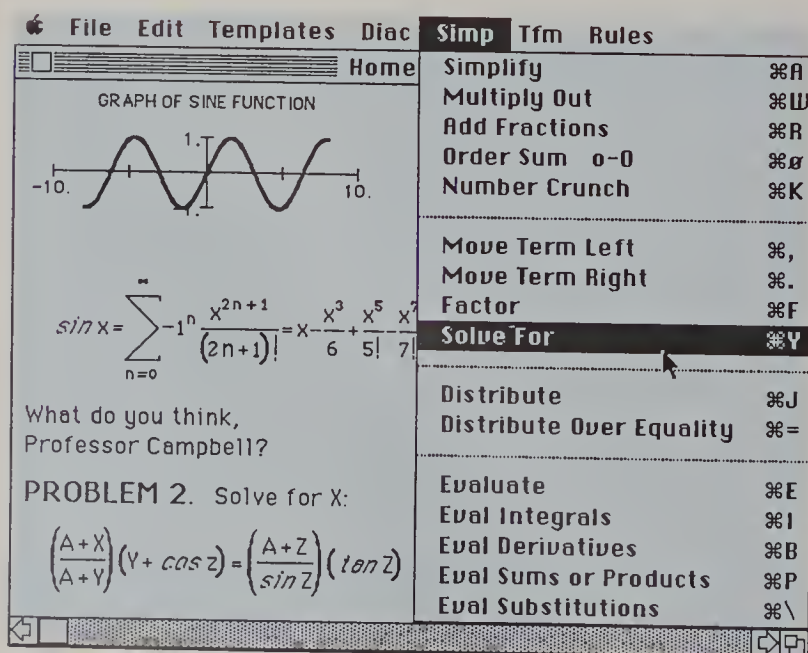 File Edit Templates Diac Simp Tfm Rules
Home
GRAPH OF SINE FUNCTION
1.
-10. 10.
-1.
∞
sin x = ∑ -1ⁿ x²ⁿ⁺¹/(2n+1)! = x - x³/6 + x⁵/5! - x⁷/7!
n=0
What do you think,
Professor Campbell?
PROBLEM 2. Solve for X:
((A+X)/(A+Y)) (Y + cos z) = ((A+Z)/(sin Z)) (tan Z)
Simplify ⌘A
Multiply Out ⌘W
Add Fractions ⌘R
Order Sum o-O ⌘ø
Number Crunch ⌘K
Move Term Left ⌘,
Move Term Right ⌘.
Factor ⌘F
Solve For ⌘Y
Distribute ⌘J
Distribute Over Equality ⌘=
Evaluate ⌘E
Eval Integrals ⌘I
Eval Derivatives ⌘B
Eval Sums or Products ⌘P
Eval Substitutions ⌘\